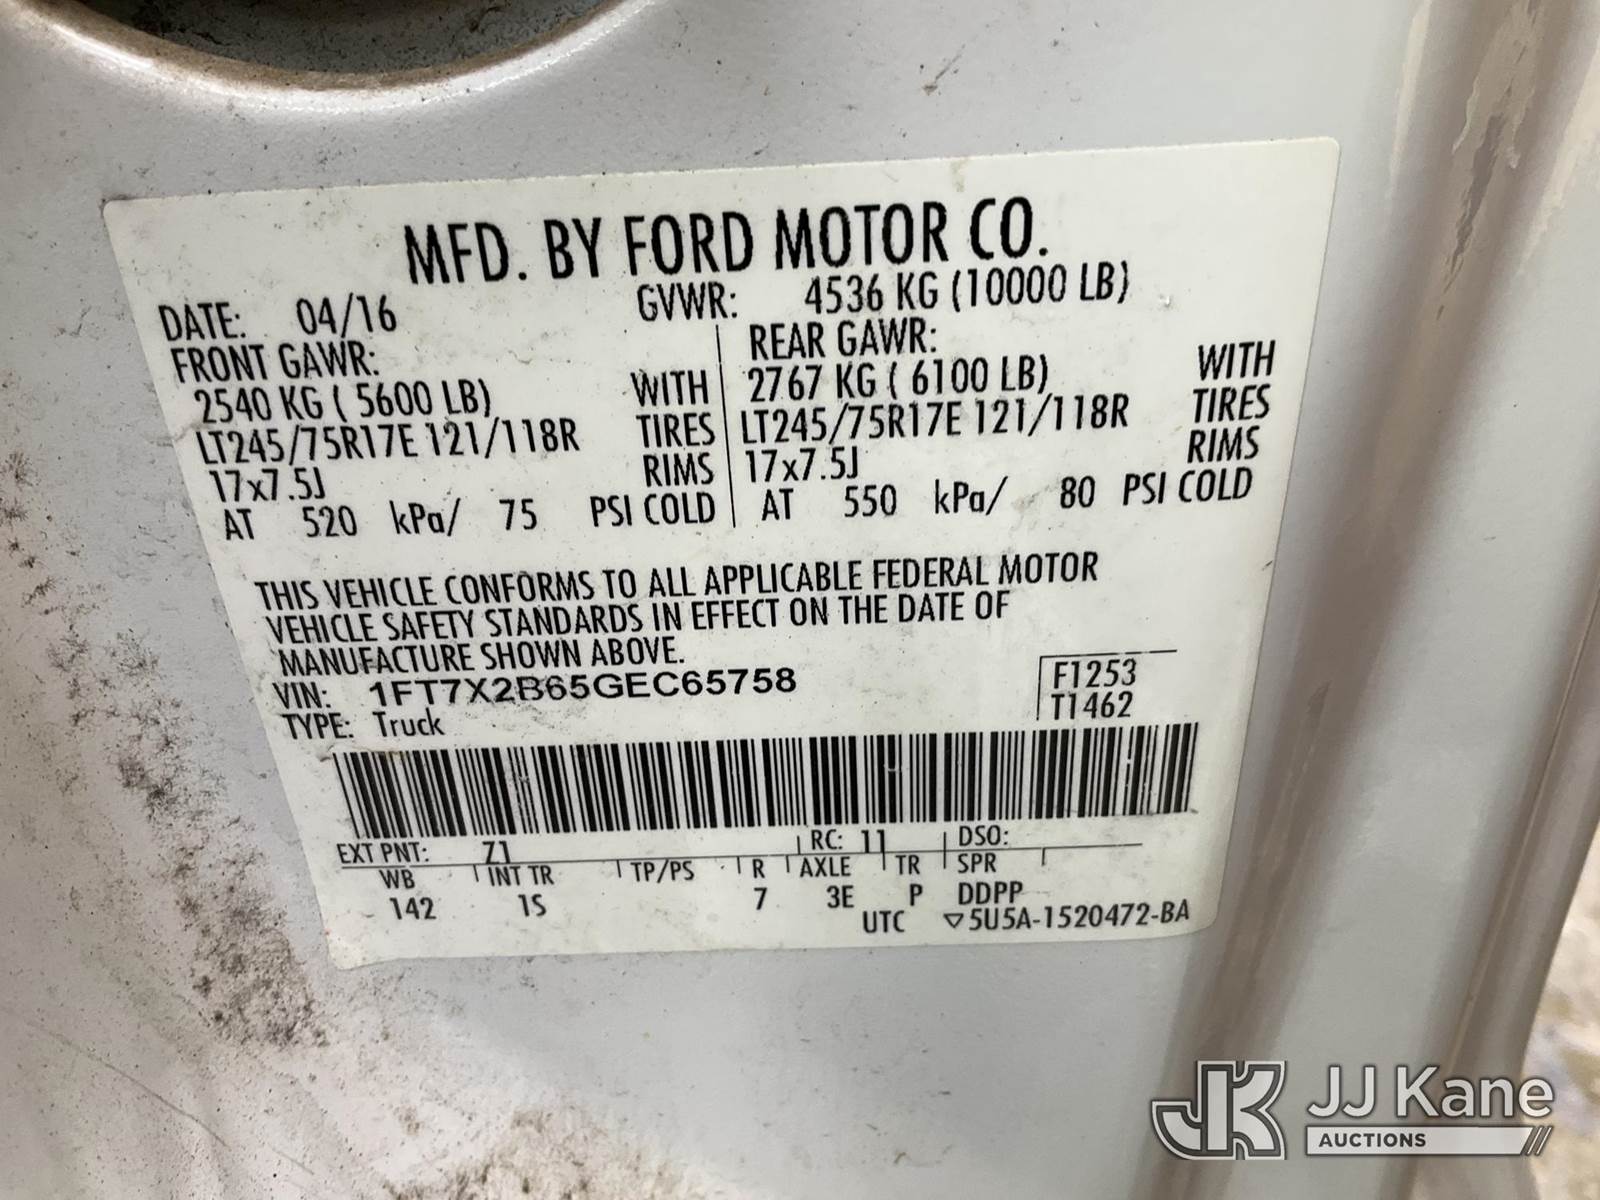 MFD. BY FORD MOTOR CO.
DATE: 04/16 GVWR: 4536 KG (10000 LB)
FRONT GAWR: REAR GAWR:
2540 KG ( 5600 LB) WITH 2767 KG ( 6100 LB) WITH
LT245/75R17E 121/118R TIRES LT245/75R17E 121/118R TIRES
17x7.5J RIMS 17x7.5J RIMS
AT 520 kPa/ 75 PSI COLD AT 550 kPa/ 80 PSI COLD
THIS VEHICLE CONFORMS TO ALL APPLICABLE FEDERAL MOTOR
VEHICLE SAFETY STANDARDS IN EFFECT ON THE DATE OF
MANUFACTURE SHOWN ABOVE.
VIN: 1FT7X2B65GEC65758 F1253
TYPE: Truck T1462
EXT PNT: Z1 RC: 11 DSO:
WB INT TR TP/PS R AXLE TR SPR
142 1S 7 3E P DDPP
UTC ▽5U5A-1520472-BA
JK JJ Kane
AUCTIONS